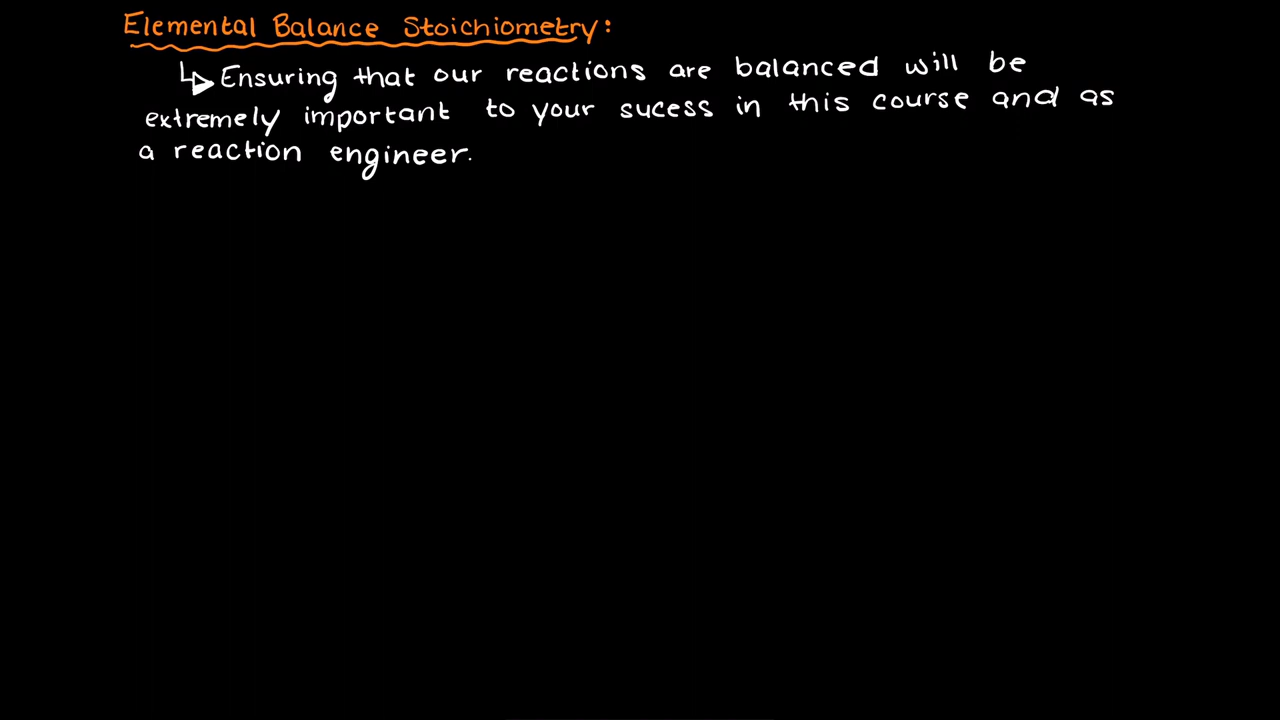 Elemental Balance Stoichiometry:
Ensuring that our reactions are balanced will be
extremely important to your sucess in this course and as
a reaction engineer.